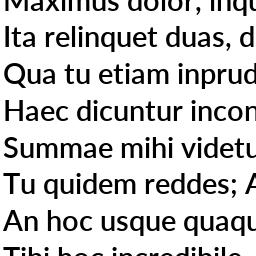 Maximus dolor, inqu
Ita relinquet duas, d
Qua tu etiam inprud
Haec dicuntur incon
Summae mihi videtu
Tu quidem reddes; A
An hoc usque quaqu
Tibi hoc incredibile